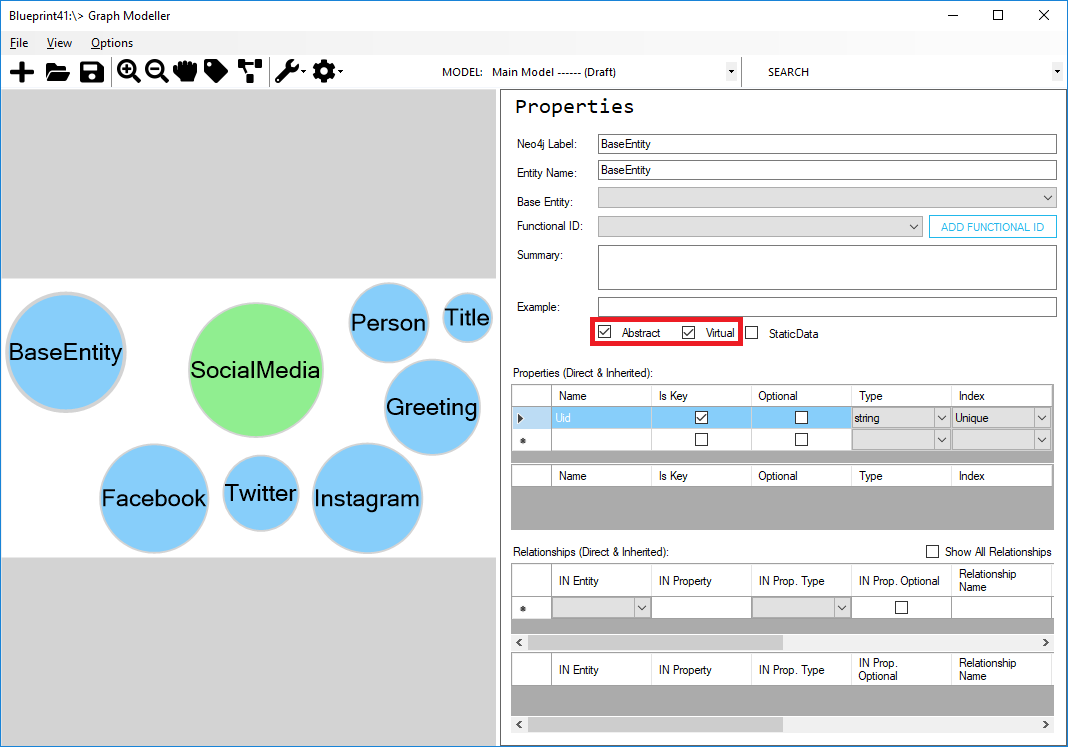 Blueprint41:\> Graph Modeller
File View Options
MODEL: Main Model ------ (Draft) SEARCH
Properties
Neo4j Label: BaseEntity
Entity Name: BaseEntity
Base Entity:
Functional ID: ADD FUNCTIONAL ID
Summary:
Example:
Abstract Virtual StaticData
Properties (Direct & Inherited):
Name Is Key Optional Type Index
Uid string Unique
Name Is Key Optional Type Index
Relationships (Direct & Inherited): Show All Relationships
IN Entity IN Property IN Prop. Type IN Prop. Optional Relationship
Name
IN Entity IN Property IN Prop. Type IN Prop.
Optional Relationship
Name
BaseEntity
SocialMedia
Person
Title
Greeting
Facebook
Twitter
Instagram